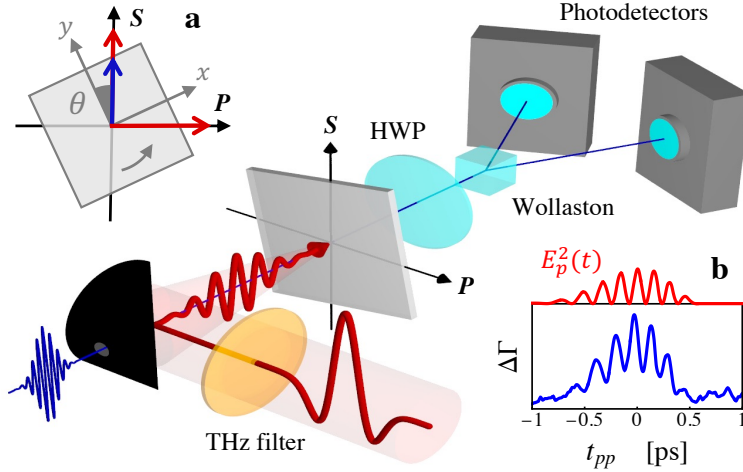 a
S
y
x
θ
P
Photodetectors
HWP
S
Wollaston
P
THz filter
E_p^2(t)
b
ΔΓ
−1 −0.5 0 0.5 1
t_pp [ps]